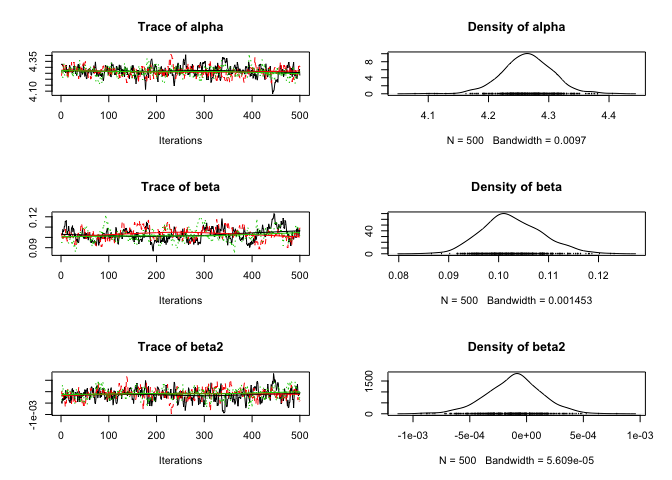 Trace of alpha
4.10 4.35
0 100 200 300 400 500
Iterations
Density of alpha
0 4 8
4.1 4.2 4.3 4.4
N = 500 Bandwidth = 0.0097
Trace of beta
0.09 0.12
0 100 200 300 400 500
Iterations
Density of beta
0 40
0.08 0.09 0.10 0.11 0.12
N = 500 Bandwidth = 0.001453
Trace of beta2
-1e-03
0 100 200 300 400 500
Iterations
Density of beta2
0 1500
-1e-03 -5e-04 0e+00 5e-04 1e-03
N = 500 Bandwidth = 5.609e-05